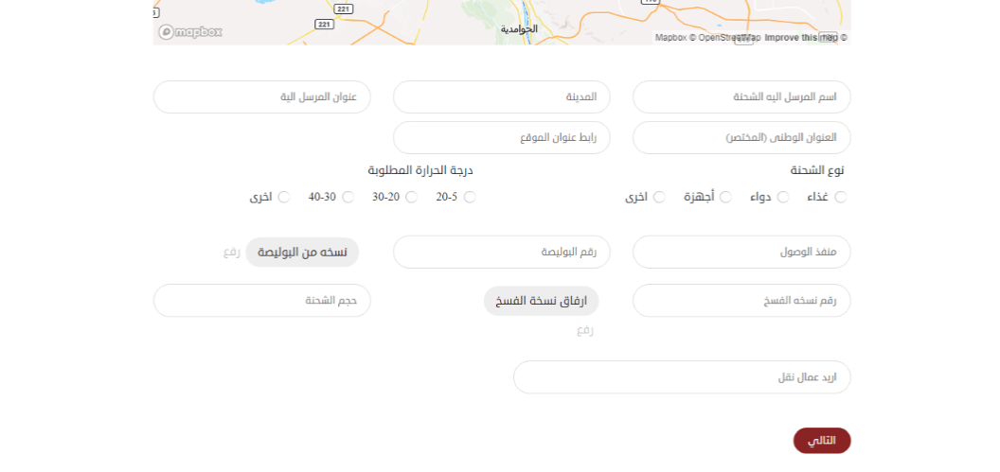 221
221
الحوامدية
mapbox
Mapbox © OpenStreetMap Improve this map ©
اسم المرسل اليه الشحنة
المدينة
عنوان المرسل الية
العنوان الوطنى (المختصر)
رابط عنوان الموقع
نوع الشحنة
درجة الحرارة المطلوبة
غذاء دواء أجهزة اخرى
20-5 30-20 40-30 اخرى
منفذ الوصول
رقم البوليصة
نسخه من البوليصة رفع
رقم نسخه الفسخ
ارفاق نسخة الفسخ
حجم الشحنة
رفع
اريد عمال نقل
التالي